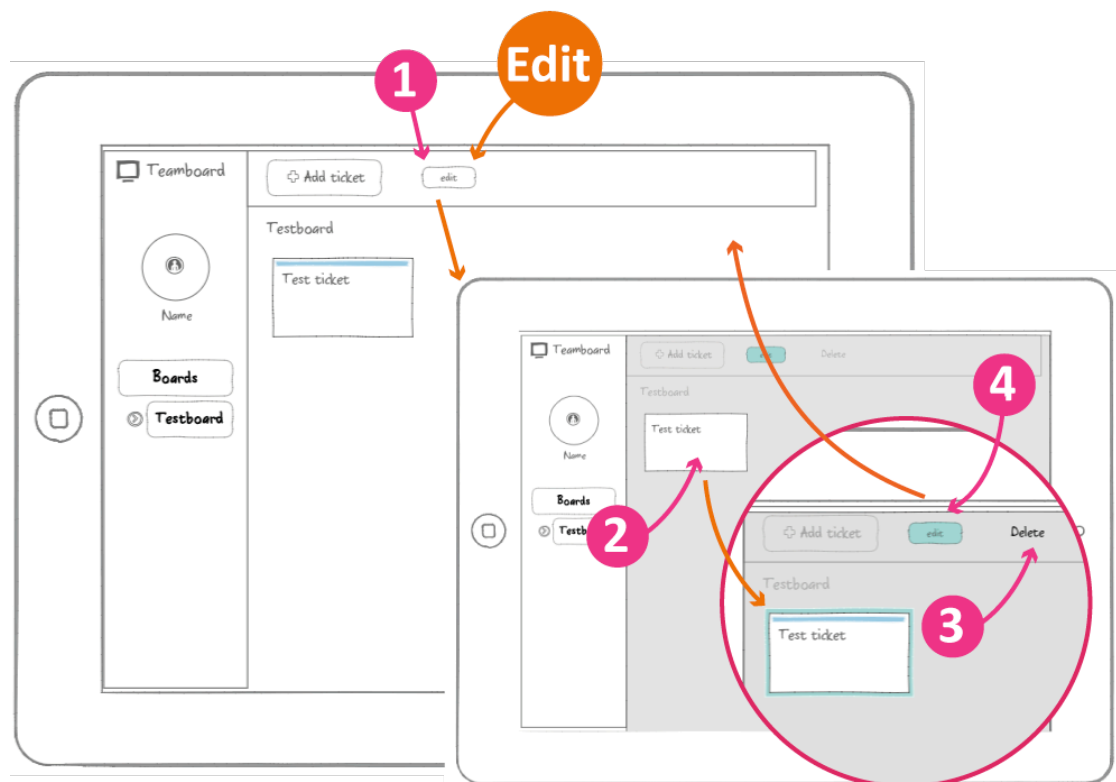 Edit
1
Teamboard
Add ticket
edit
Testboard
Test ticket
Name
Boards
Testboard
Teamboard
Add ticket
Delete
Testboard
Test ticket
Name
Boards
2
4
Add ticket
edit
Delete
Testboard
Test ticket
3